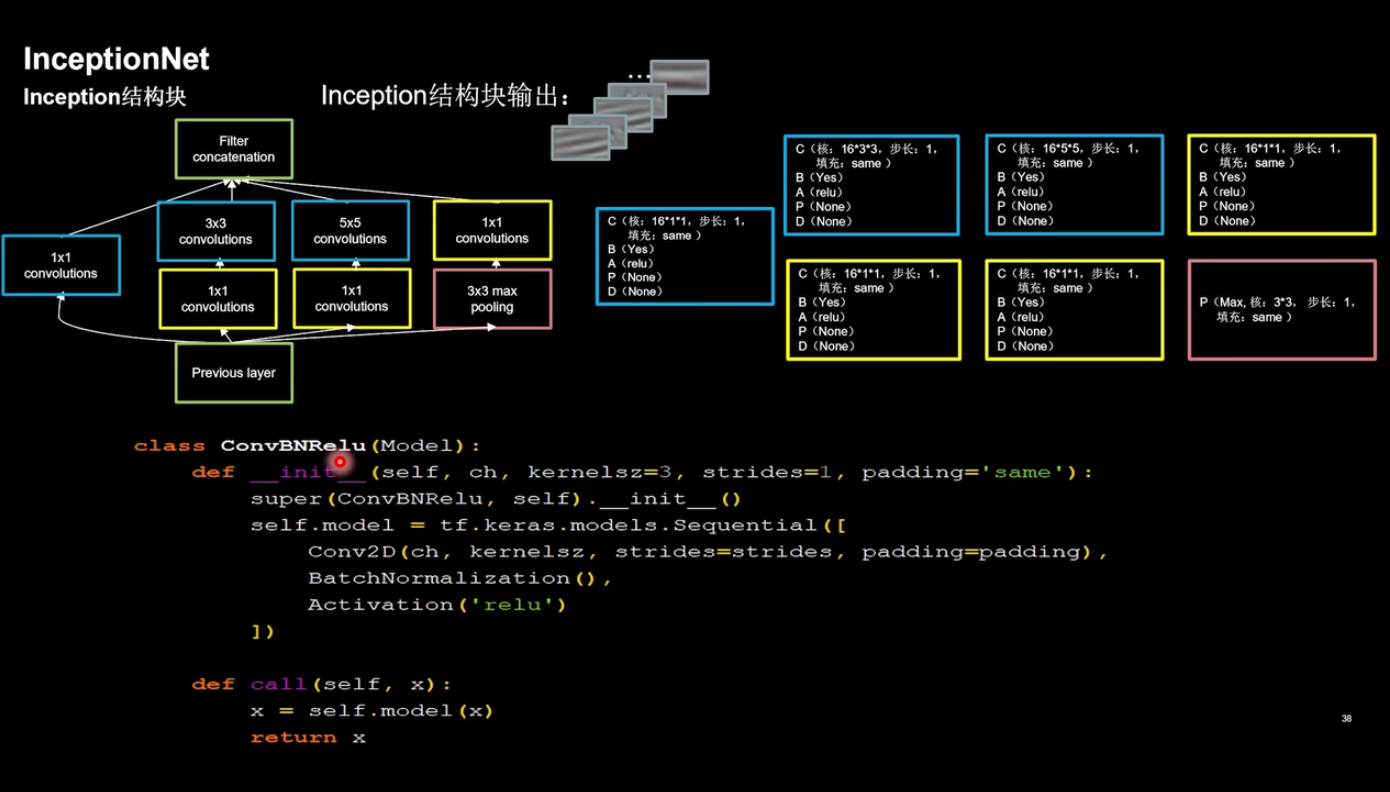 InceptionNet
Inception结构块
Inception结构块输出：
Filter
concatenation
3x3
convolutions
5x5
convolutions
1x1
convolutions
1x1
convolutions
1x1
convolutions
1x1
convolutions
3x3 max
pooling
Previous layer
C（核：16*1*1，步长：1，
填充：same ）
B（Yes）
A（relu）
P（None）
D（None）
C（核：16*3*3，步长：1，
填充：same ）
B（Yes）
A（relu）
P（None）
D（None）
C（核：16*5*5，步长：1，
填充：same ）
B（Yes）
A（relu）
P（None）
D（None）
C（核：16*1*1，步长：1，
填充：same ）
B（Yes）
A（relu）
P（None）
D（None）
C（核：16*1*1，步长：1，
填充：same ）
B（Yes）
A（relu）
P（None）
D（None）
C（核：16*1*1，步长：1，
填充：same ）
B（Yes）
A（relu）
P（None）
D（None）
P（Max, 核：3*3， 步长：1，
填充：same ）
class ConvBNRelu(Model):
def __init__(self, ch, kernelsz=3, strides=1, padding='same'):
super(ConvBNRelu, self).__init__()
self.model = tf.keras.models.Sequential([
Conv2D(ch, kernelsz, strides=strides, padding=padding),
BatchNormalization(),
Activation('relu')
])
def call(self, x):
x = self.model(x)
return x
38